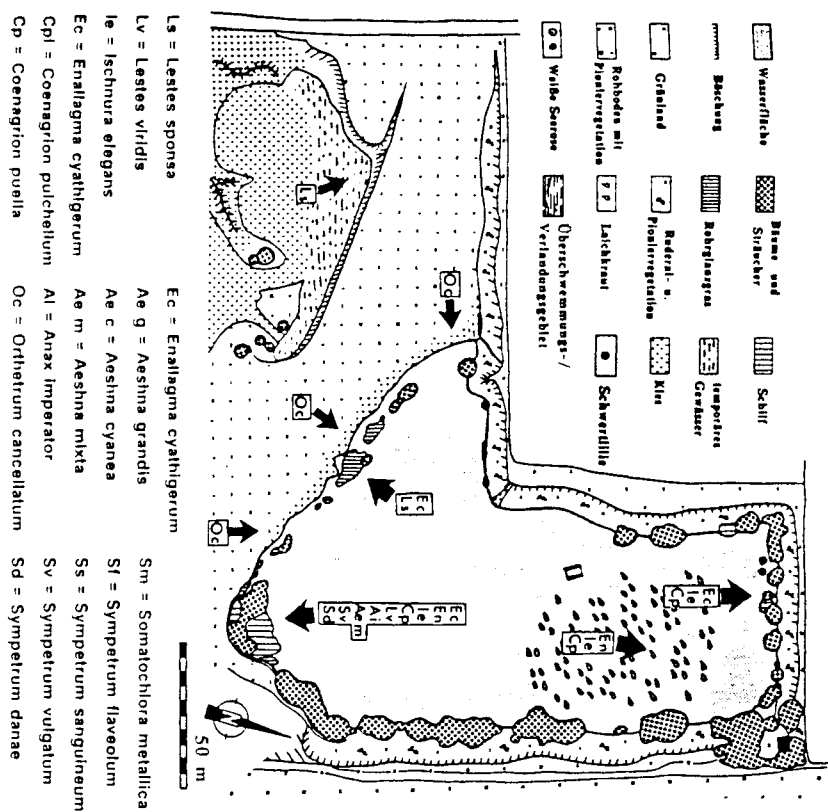 Wasserfläche
Böschung
Grünland
Rohboden mit
Pioniervegetation
Weiße Seerose
Bäume und
Sträucher
Rohrglanzgras
Ruderal- u.
Pioniervegetation
Laichkraut
Überschwemmungs-/
Verlandungsgebiet
Schilf
temporäres
Gewässer
Klee
Schwertlilie
Ls
Oc
Oc
Oc
Ec
Ls
Ec
En
Ie
Cp
Lv
Ai
Aem
Sv
Sd
Ec
Ie
Cp
En
Ie
Cp
N
50 m
Ls = Lestes sponsa
Lv = Lestes viridis
Ie = Ischnura elegans
Ec = Enallagma cyathigerum
Cpl = Coenagrion pulchellum
Cp = Coenagrion puella
Ec = Enallagma cyathigerum
Ae g = Aeshna grandis
Ae c = Aeshna cyanea
Ae m = Aeshna mixta
AI = Anax imperator
Oc = Orthetrum cancellatum
Sm = Somatochlora metallica
Sf = Sympetrum flaveolum
Ss = Sympetrum sanguineum
Sv = Sympetrum vulgatum
Sd = Sympetrum danae